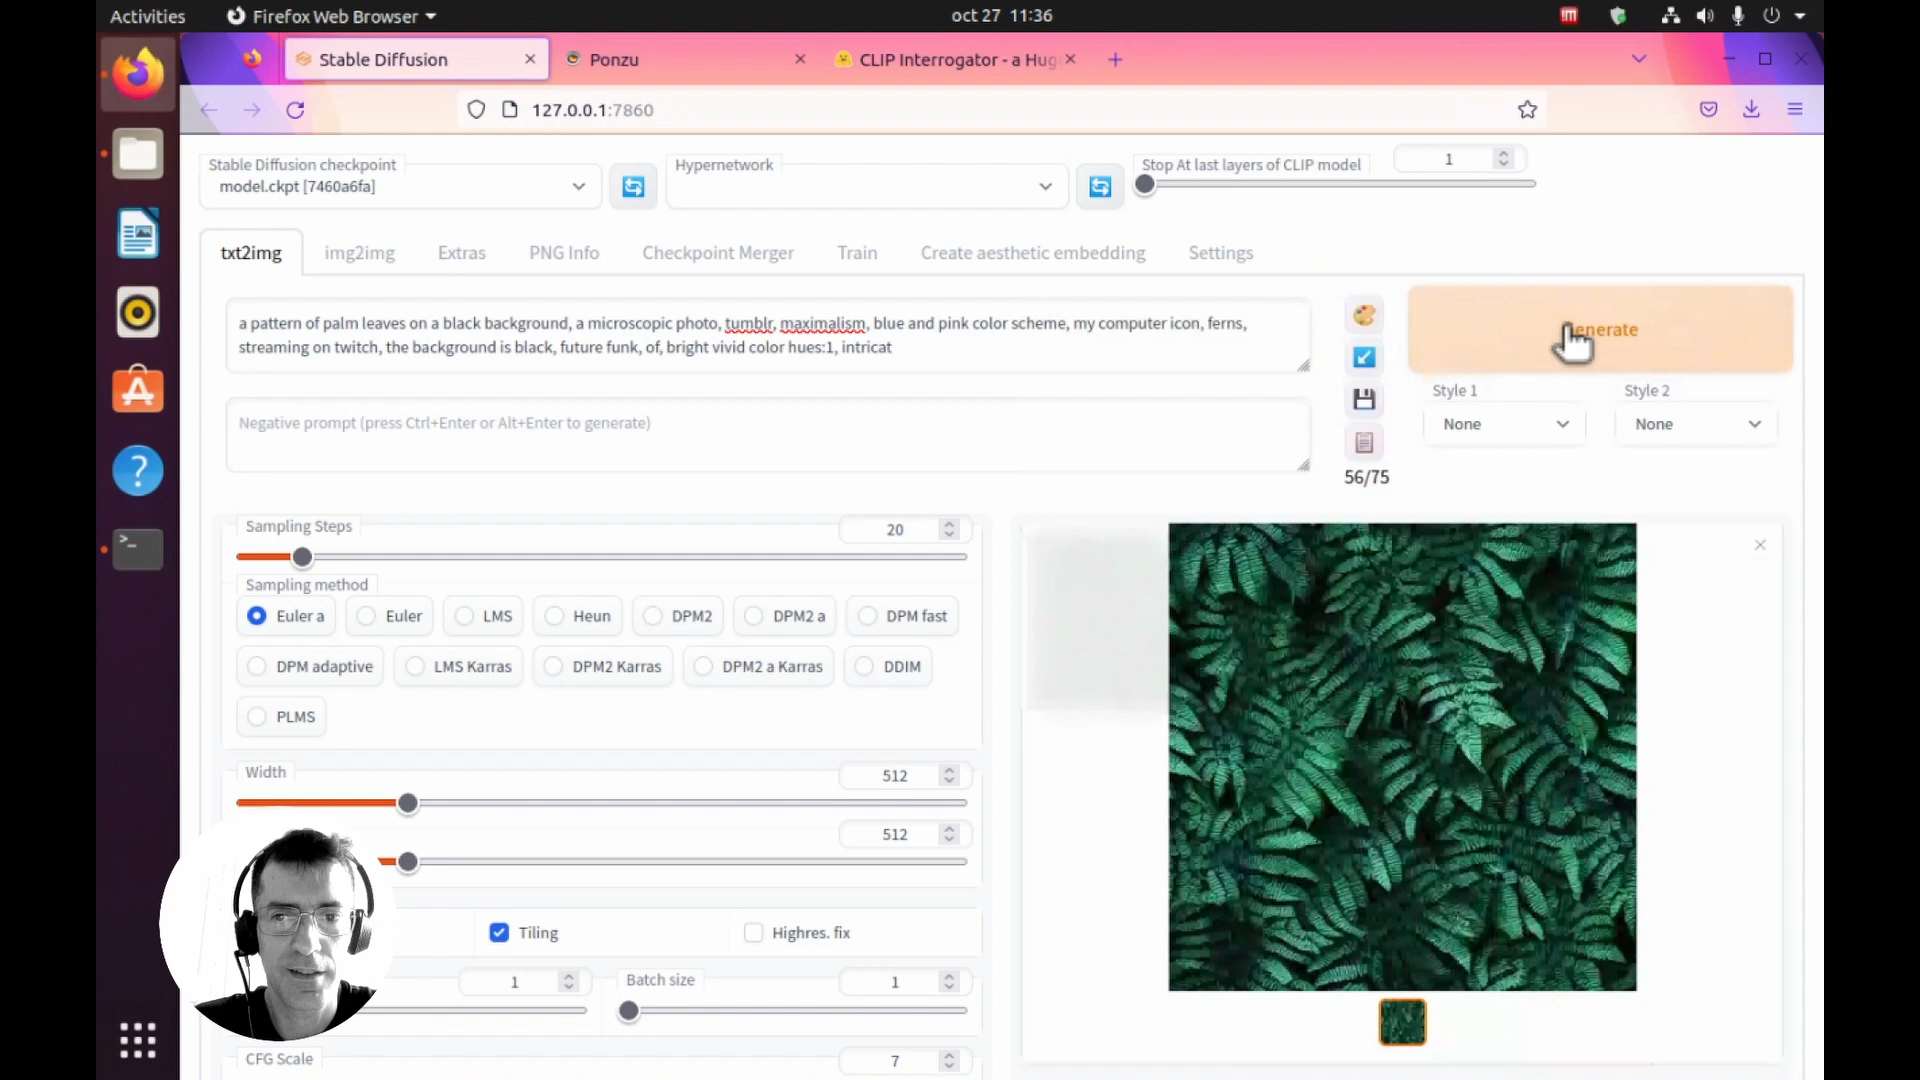 Activities
Firefox Web Browser
oct 27 11:36
Stable Diffusion
Ponzu
CLIP Interrogator - a Hug
127.0.0.1:7860
Stable Diffusion checkpoint
model.ckpt [7460a6fa]
Hypernetwork
Stop At last layers of CLIP model
1
txt2img
img2img
Extras
PNG Info
Checkpoint Merger
Train
Create aesthetic embedding
Settings
a pattern of palm leaves on a black background, a microscopic photo, tumblr, maximalism, blue and pink color scheme, my computer icon, ferns,
streaming on twitch, the background is black, future funk, of, bright vivid color hues:1, intricat
Generate
Style 1
Style 2
None
None
Negative prompt (press Ctrl+Enter or Alt+Enter to generate)
56/75
Sampling Steps
20
Sampling method
Euler a
Euler
LMS
Heun
DPM2
DPM2 a
DPM fast
DPM adaptive
LMS Karras
DPM2 Karras
DPM2 a Karras
DDIM
PLMS
Width
512
512
Tiling
Highres. fix
1
Batch size
1
CFG Scale
7